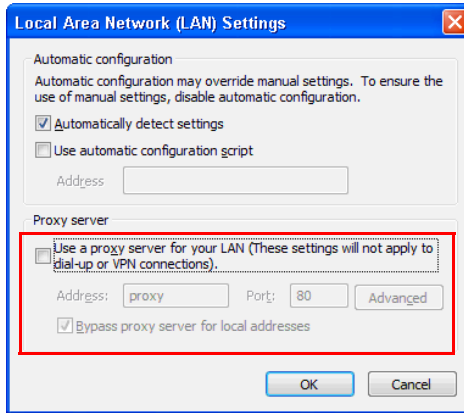 Local Area Network (LAN) Settings
Automatic configuration
Automatic configuration may override manual settings. To ensure the
use of manual settings, disable automatic configuration.
Automatically detect settings
Use automatic configuration script
Address
Proxy server
Use a proxy server for your LAN (These settings will not apply to
dial-up or VPN connections).
Address: proxy Port: 80 Advanced
Bypass proxy server for local addresses
OK Cancel